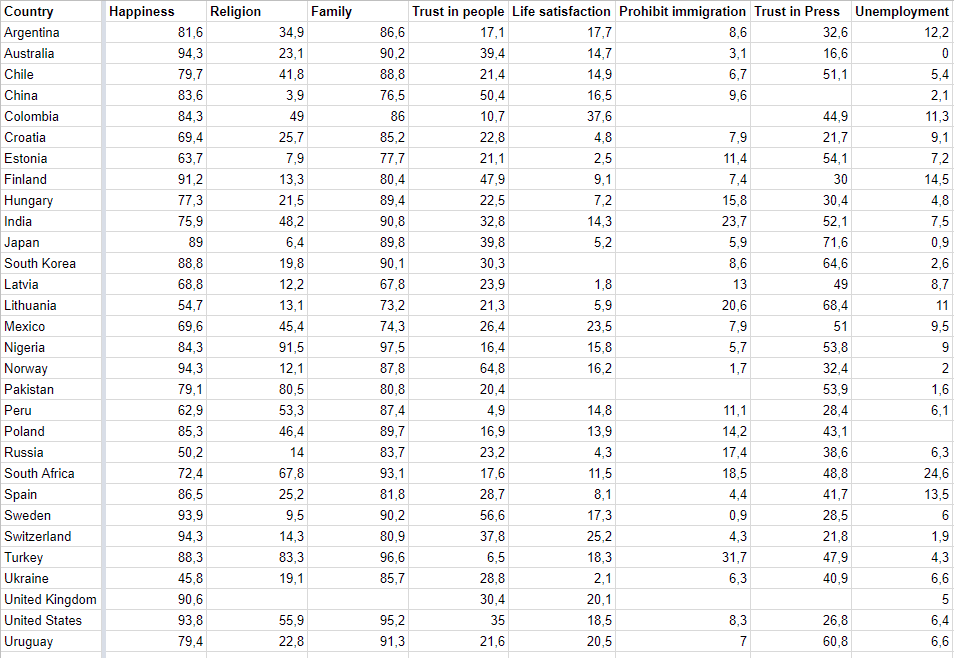 Country Happiness Religion Family Trust in people Life satisfaction Prohibit immigration Trust in Press Unemployment
Argentina 81,6 34,9 86,6 17,1 17,7 8,6 32,6 12,2
Australia 94,3 23,1 90,2 39,4 14,7 3,1 16,6 0
Chile 79,7 41,8 88,8 21,4 14,9 6,7 51,1 5,4
China 83,6 3,9 76,5 50,4 16,5 9,6 2,1
Colombia 84,3 49 86 10,7 37,6 44,9 11,3
Croatia 69,4 25,7 85,2 22,8 4,8 7,9 21,7 9,1
Estonia 63,7 7,9 77,7 21,1 2,5 11,4 54,1 7,2
Finland 91,2 13,3 80,4 47,9 9,1 7,4 30 14,5
Hungary 77,3 21,5 89,4 22,5 7,2 15,8 30,4 4,8
India 75,9 48,2 90,8 32,8 14,3 23,7 52,1 7,5
Japan 89 6,4 89,8 39,8 5,2 5,9 71,6 0,9
South Korea 88,8 19,8 90,1 30,3 8,6 64,6 2,6
Latvia 68,8 12,2 67,8 23,9 1,8 13 49 8,7
Lithuania 54,7 13,1 73,2 21,3 5,9 20,6 68,4 11
Mexico 69,6 45,4 74,3 26,4 23,5 7,9 51 9,5
Nigeria 84,3 91,5 97,5 16,4 15,8 5,7 53,8 9
Norway 94,3 12,1 87,8 64,8 16,2 1,7 32,4 2
Pakistan 79,1 80,5 80,8 20,4 53,9 1,6
Peru 62,9 53,3 87,4 4,9 14,8 11,1 28,4 6,1
Poland 85,3 46,4 89,7 16,9 13,9 14,2 43,1
Russia 50,2 14 83,7 23,2 4,3 17,4 38,6 6,3
South Africa 72,4 67,8 93,1 17,6 11,5 18,5 48,8 24,6
Spain 86,5 25,2 81,8 28,7 8,1 4,4 41,7 13,5
Sweden 93,9 9,5 90,2 56,6 17,3 0,9 28,5 6
Switzerland 94,3 14,3 80,9 37,8 25,2 4,3 21,8 1,9
Turkey 88,3 83,3 96,6 6,5 18,3 31,7 47,9 4,3
Ukraine 45,8 19,1 85,7 28,8 2,1 6,3 40,9 6,6
United Kingdom 90,6 30,4 20,1 5
United States 93,8 55,9 95,2 35 18,5 8,3 26,8 6,4
Uruguay 79,4 22,8 91,3 21,6 20,5 7 60,8 6,6